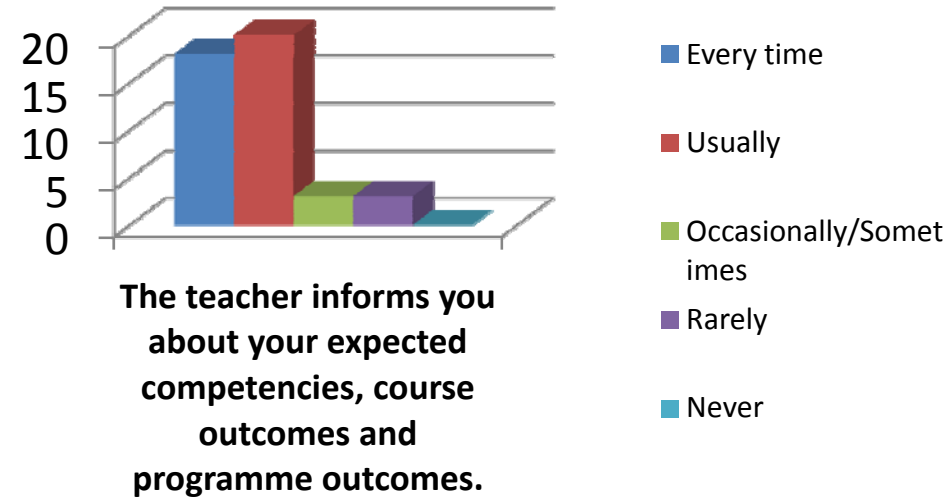 20
15
10
5
0
The teacher informs you
about your expected
competencies, course
outcomes and
programme outcomes.
Every time
Usually
Occasionally/Somet
imes
Rarely
Never